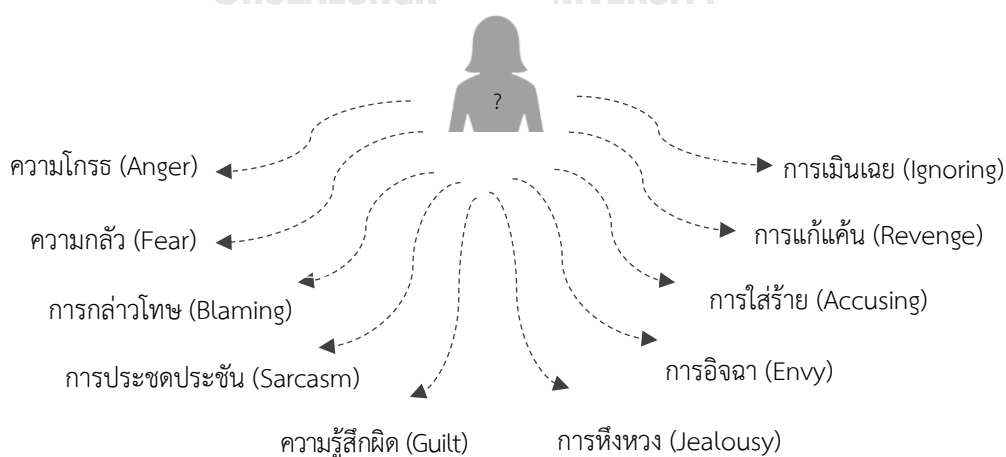 ?
ความโกรธ (Anger)
การเมินเฉย (Ignoring)
ความกลัว (Fear)
การแก้แค้น (Revenge)
การกล่าวโทษ (Blaming)
การใส่ร้าย (Accusing)
การประชดประชัน (Sarcasm)
การอิจฉา (Envy)
ความรู้สึกผิด (Guilt)
การหึงหวง (Jealousy)